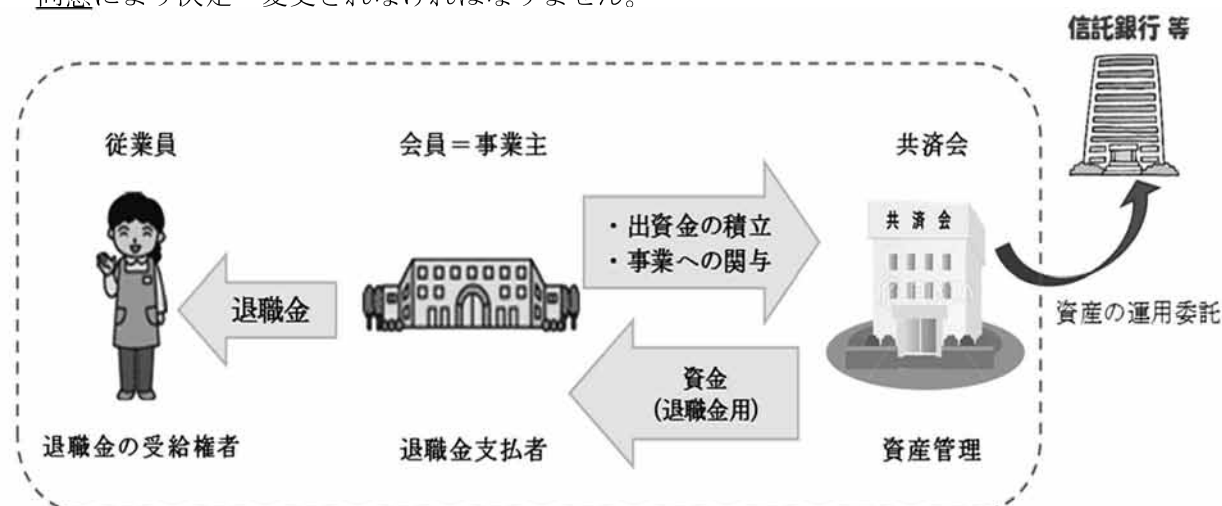 同意により決定・変更されなければなりません。
信託銀行 等
従業員
会員＝事業主
共済会
・出資金の積立
・事業への関与
共 済 会
退職金
資産の運用委託
資金
(退職金用)
退職金の受給権者
退職金支払者
資産管理